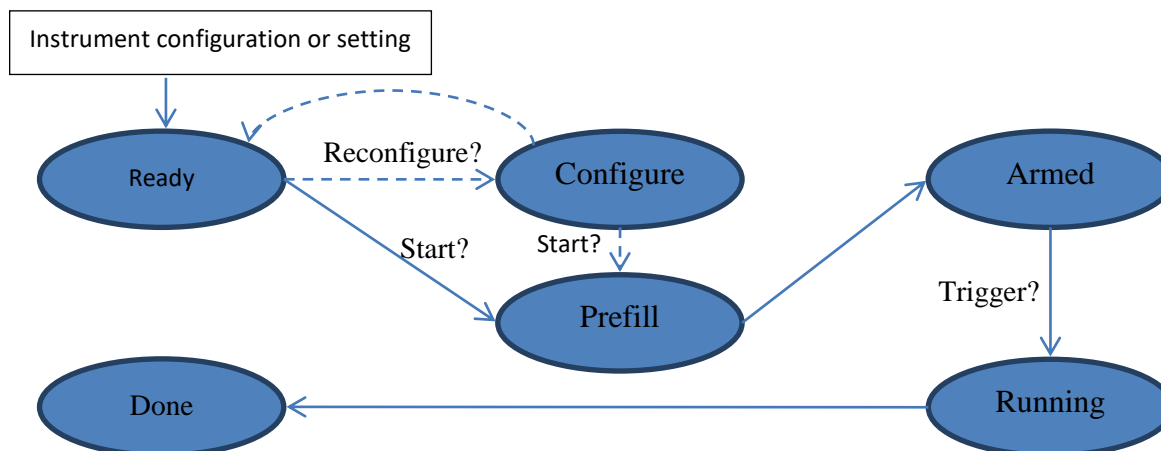 Instrument configuration or setting
Reconfigure?
Ready
Configure
Armed
Start?
Start?
Prefill
Trigger?
Done
Running